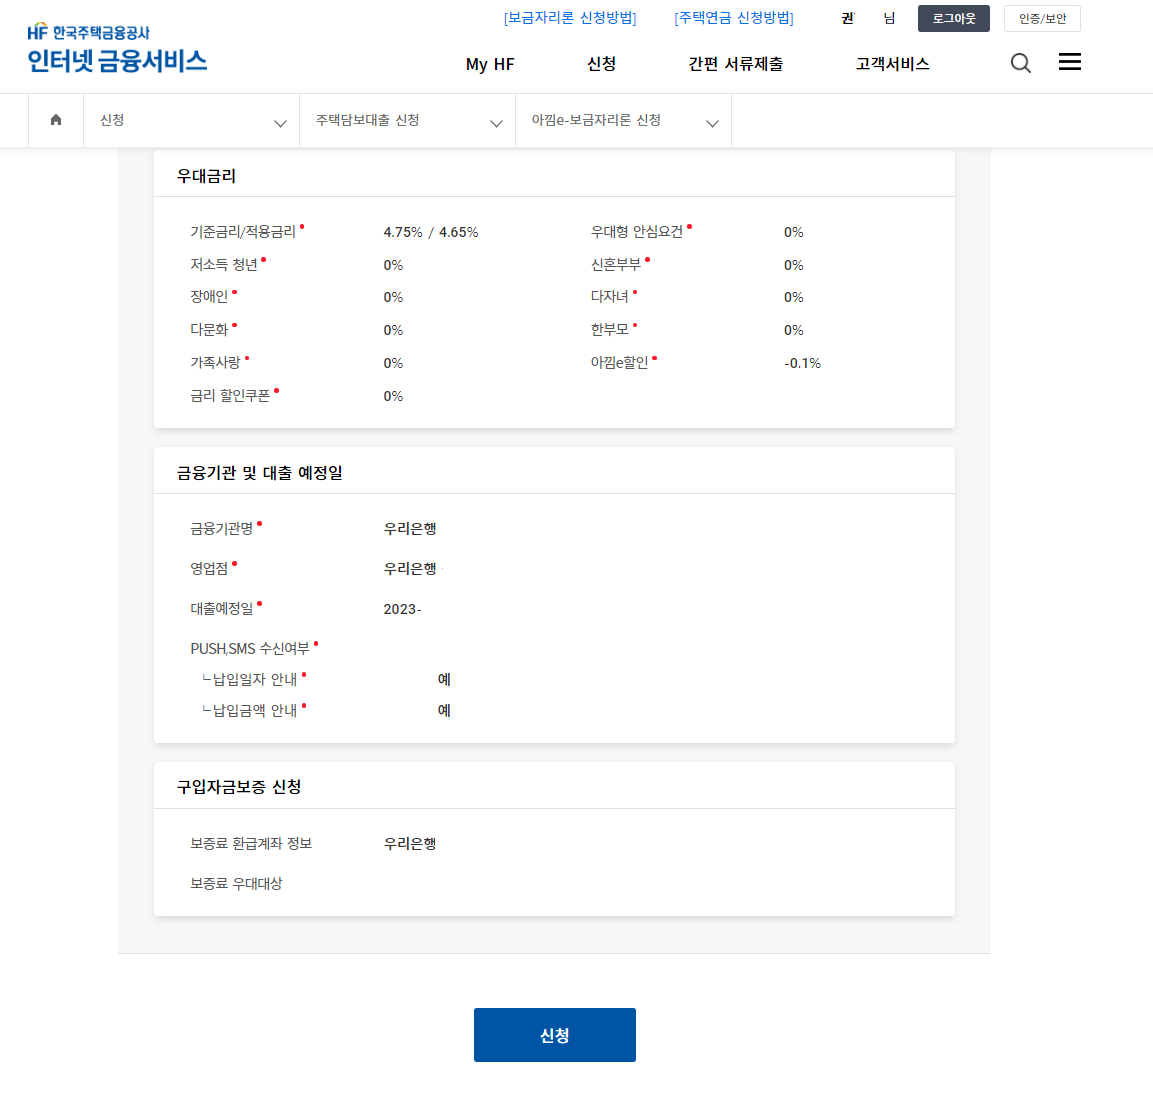 [보금자리론 신청방법] [주택연금 신청방법] 권 님 로그아웃 인증/보안
HF 한국주택금융공사
인터넷 금융서비스
My HF 신청 간편 서류제출 고객서비스
신청 주택담보대출 신청 아낌e-보금자리론 신청
우대금리
기준금리/적용금리 4.75% / 4.65% 우대형 안심요건 0%
저소득 청년 0% 신혼부부 0%
장애인 0% 다자녀 0%
다문화 0% 한부모 0%
가족사랑 0% 아낌e할인 -0.1%
금리 할인쿠폰 0%
금융기관 및 대출 예정일
금융기관명 우리은행
영업점 우리은행
대출예정일 2023-
PUSH,SMS 수신여부
ㄴ납입일자 안내 예
ㄴ납입금액 안내 예
구입자금보증 신청
보증료 환급계좌 정보 우리은행
보증료 우대대상
신청